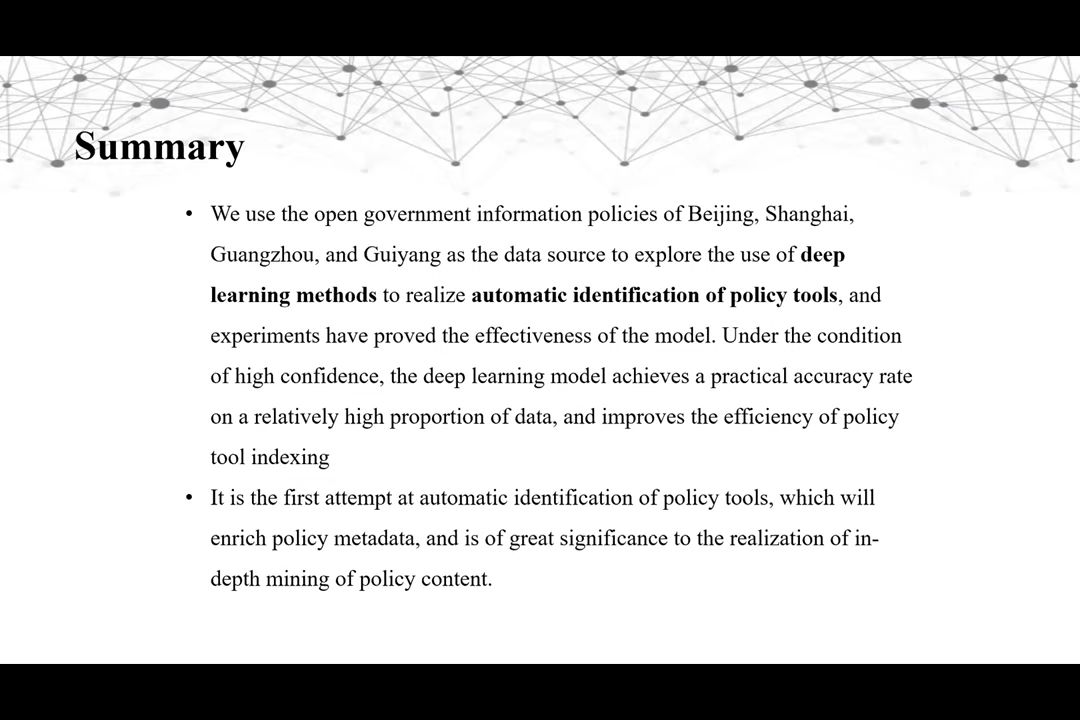 Summary
• We use the open government information policies of Beijing, Shanghai,
Guangzhou, and Guiyang as the data source to explore the use of deep
learning methods to realize automatic identification of policy tools, and
experiments have proved the effectiveness of the model. Under the condition
of high confidence, the deep learning model achieves a practical accuracy rate
on a relatively high proportion of data, and improves the efficiency of policy
tool indexing
• It is the first attempt at automatic identification of policy tools, which will
enrich policy metadata, and is of great significance to the realization of in-
depth mining of policy content.